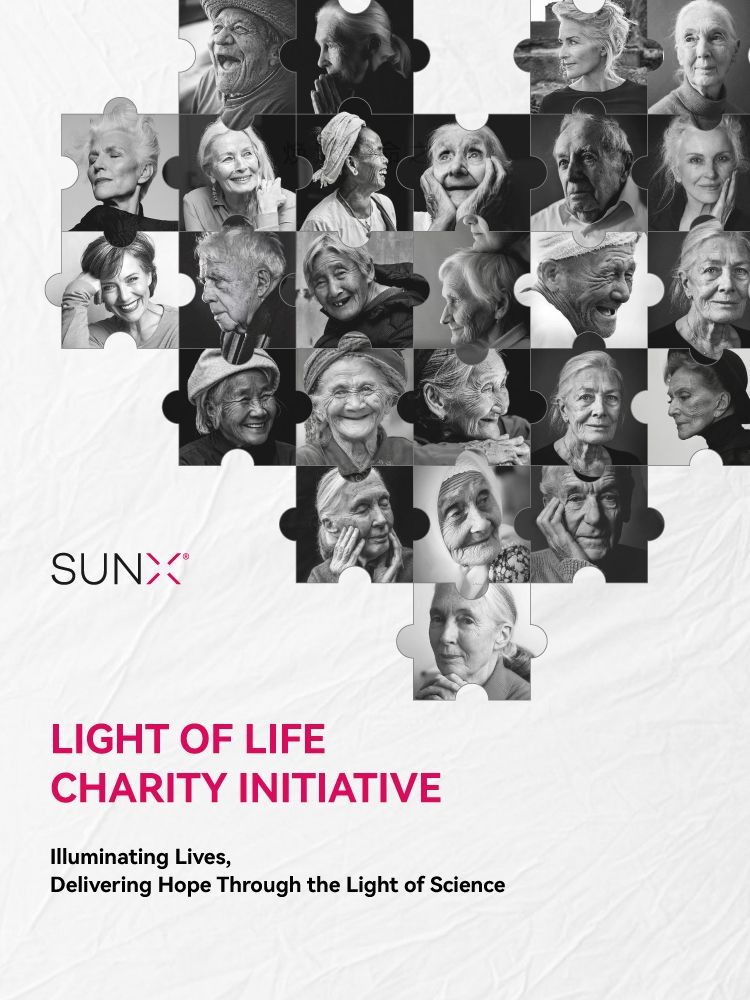 SUNX®
LIGHT OF LIFE
CHARITY INITIATIVE
Illuminating Lives,
Delivering Hope Through the Light of Science